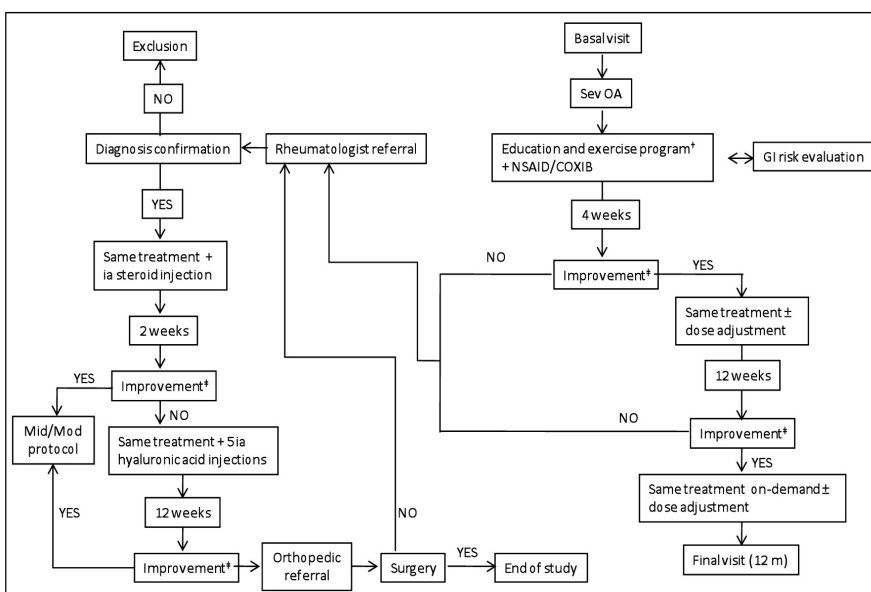 Basal visit
Sev OA
Education and exercise program†
+ NSAID/COXIB
GI risk evaluation
4 weeks
Improvement‡
NO
YES
Same treatment ±
dose adjustment
12 weeks
Improvement‡
NO
YES
Same treatment on-demand ±
dose adjustment
Final visit (12 m)
Rheumatologist referral
Diagnosis confirmation
NO
Exclusion
YES
Same treatment +
ia steroid injection
2 weeks
Improvement‡
YES
Mid/Mod
protocol
NO
Same treatment + 5 ia
hyaluronic acid injections
12 weeks
Improvement‡
YES
Orthopedic
referral
Surgery
NO
YES
End of study